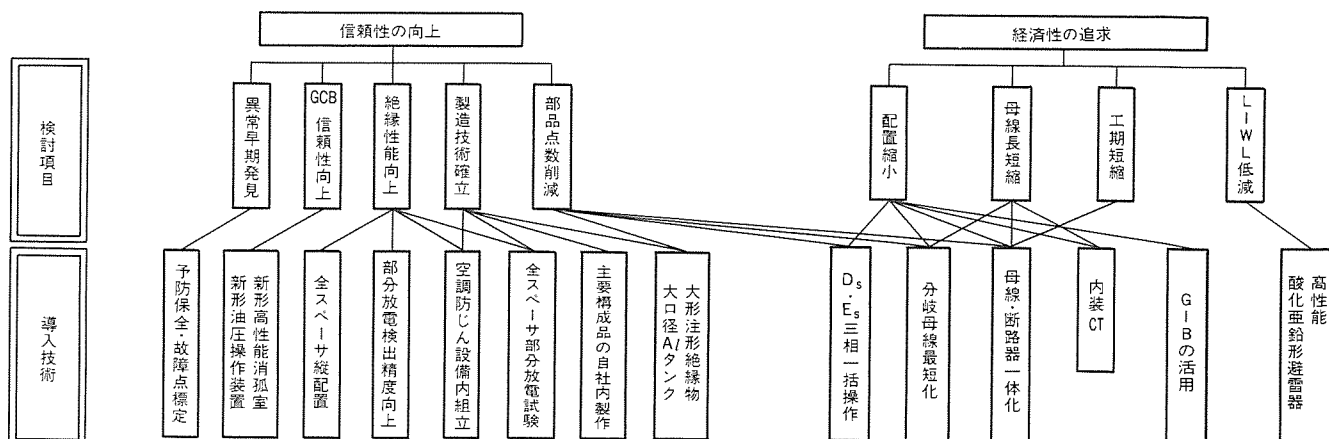 信頼性の向上
経済性の追求
検討項目
異常早期発見
GCB
信頼性向上
絶縁性能向上
製造技術確立
部品点数削減
配置縮小
母線長短縮
工期短縮
LIWL低減
導入技術
予防保全・故障点標定
新形高性能消孤室
新形油圧操作装置
全スペーサ縦配置
部分放電検出精度向上
空調防じん設備内組立
全スペーサ部分放電試験
主要構成品の自社内製作
大形注形絶縁物
大口径Alタンク
Ds・Es三相一括操作
分岐母線最短化
母線・断路器一体化
内装
CT
GIBの活用
高性能
酸化亜鉛形避雷器